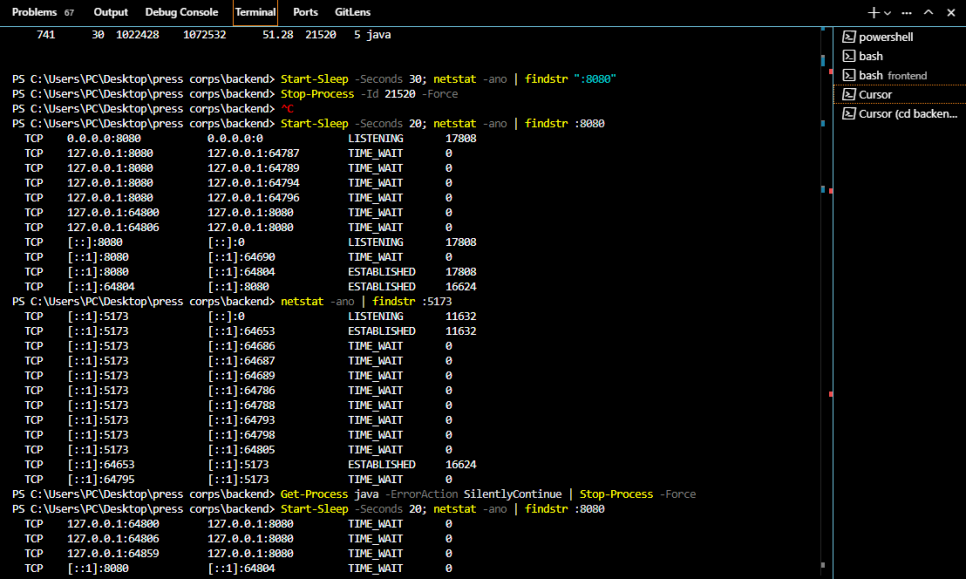 Problems 67 Output Debug Console Terminal Ports GitLens
741 30 1022428 1072532 51.28 21520 5 java
PS C:\Users\PC\Desktop\press corps\backend> Start-Sleep -Seconds 30; netstat -ano | findstr ":8080"
PS C:\Users\PC\Desktop\press corps\backend> Stop-Process -Id 21520 -Force
PS C:\Users\PC\Desktop\press corps\backend> ^C
PS C:\Users\PC\Desktop\press corps\backend> Start-Sleep -Seconds 20; netstat -ano | findstr :8080
TCP 0.0.0.0:8080 0.0.0.0:0 LISTENING 17808
TCP 127.0.0.1:8080 127.0.0.1:64787 TIME_WAIT 0
TCP 127.0.0.1:8080 127.0.0.1:64789 TIME_WAIT 0
TCP 127.0.0.1:8080 127.0.0.1:64794 TIME_WAIT 0
TCP 127.0.0.1:8080 127.0.0.1:64796 TIME_WAIT 0
TCP 127.0.0.1:64800 127.0.0.1:8080 TIME_WAIT 0
TCP 127.0.0.1:64806 127.0.0.1:8080 TIME_WAIT 0
TCP [::]:8080 [::]:0 LISTENING 17808
TCP [::1]:8080 [::1]:64690 TIME_WAIT 0
TCP [::1]:8080 [::1]:64804 ESTABLISHED 17808
TCP [::1]:64804 [::1]:8080 ESTABLISHED 16624
PS C:\Users\PC\Desktop\press corps\backend> netstat -ano | findstr :5173
TCP [::1]:5173 [::]:0 LISTENING 11632
TCP [::1]:5173 [::1]:64653 ESTABLISHED 11632
TCP [::1]:5173 [::1]:64686 TIME_WAIT 0
TCP [::1]:5173 [::1]:64687 TIME_WAIT 0
TCP [::1]:5173 [::1]:64689 TIME_WAIT 0
TCP [::1]:5173 [::1]:64786 TIME_WAIT 0
TCP [::1]:5173 [::1]:64788 TIME_WAIT 0
TCP [::1]:5173 [::1]:64793 TIME_WAIT 0
TCP [::1]:5173 [::1]:64798 TIME_WAIT 0
TCP [::1]:5173 [::1]:64805 TIME_WAIT 0
TCP [::1]:64653 [::1]:5173 ESTABLISHED 16624
TCP [::1]:64795 [::1]:5173 TIME_WAIT 0
PS C:\Users\PC\Desktop\press corps\backend> Get-Process java -ErrorAction SilentlyContinue | Stop-Process -Force
PS C:\Users\PC\Desktop\press corps\backend> Start-Sleep -Seconds 20; netstat -ano | findstr :8080
TCP 127.0.0.1:64800 127.0.0.1:8080 TIME_WAIT 0
TCP 127.0.0.1:64806 127.0.0.1:8080 TIME_WAIT 0
TCP 127.0.0.1:64859 127.0.0.1:8080 TIME_WAIT 0
TCP [::1]:8080 [::1]:64804 TIME_WAIT 0
powershell
bash
bash frontend
Cursor
Cursor (cd backen...